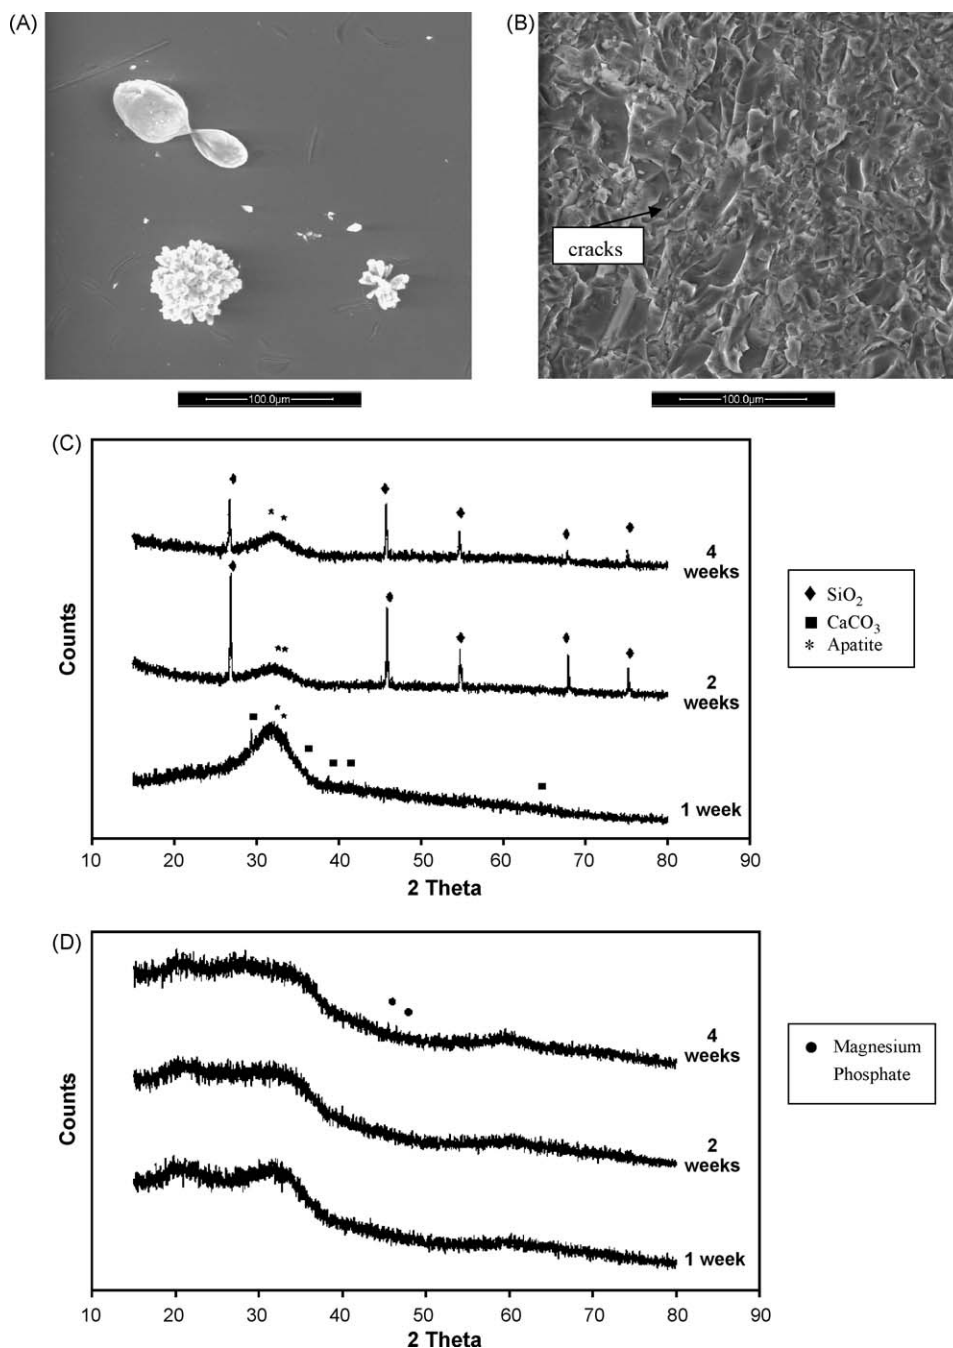 (A)
(B)
cracks
100.0µm
100.0µm
(C)
Counts
4
weeks
2
weeks
1 week
10 20 30 40 50 60 70 80 90
2 Theta
SiO₂
CaCO₃
* Apatite
(D)
Counts
4
weeks
2
weeks
1 week
10 20 30 40 50 60 70 80 90
2 Theta
Magnesium
Phosphate